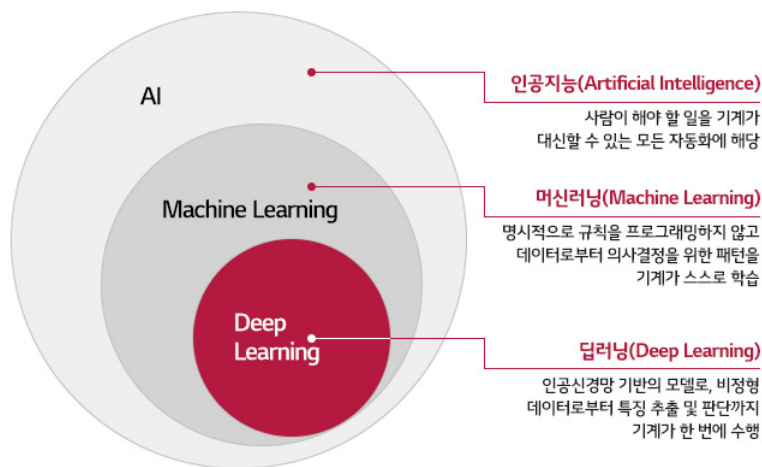 AI
Machine Learning
Deep
Learning
인공지능(Artificial Intelligence)
사람이 해야 할 일을 기계가
대신할 수 있는 모든 자동화에 해당
머신러닝(Machine Learning)
명시적으로 규칙을 프로그래밍하지 않고
데이터로부터 의사결정을 위한 패턴을
기계가 스스로 학습
딥러닝(Deep Learning)
인공신경망 기반의 모델로, 비정형
데이터로부터 특징 추출 및 판단까지
기계가 한 번에 수행